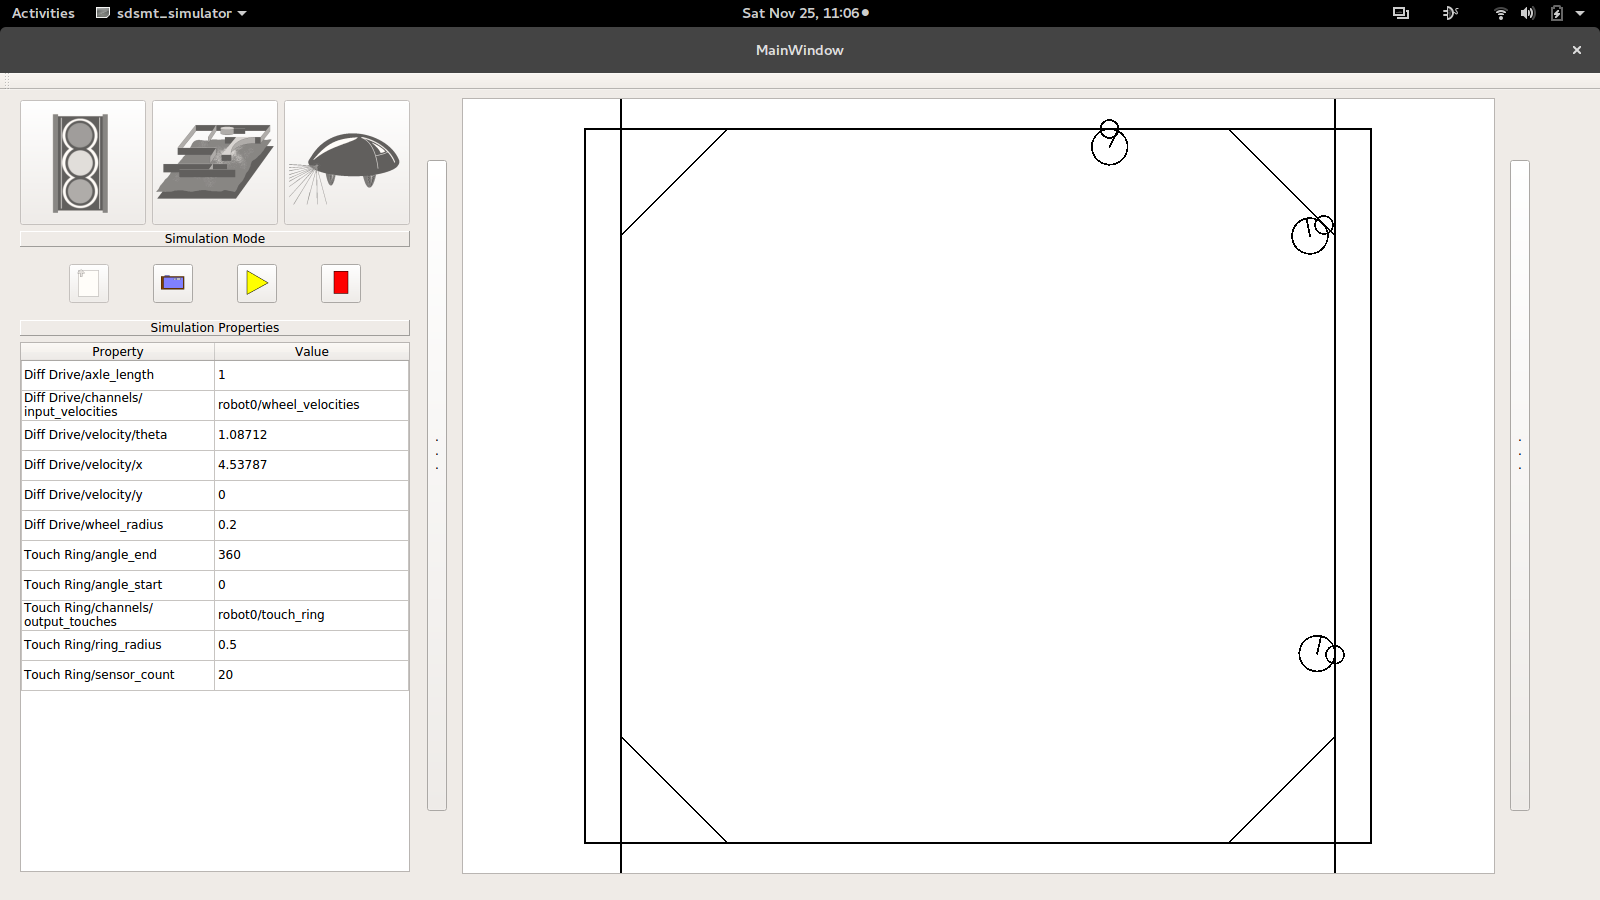 Activities sdsmt_simulator Sat Nov 25, 11:06
MainWindow
Simulation Mode
Simulation Properties
Property Value
Diff Drive/axle_length 1
Diff Drive/channels/
input_velocities robot0/wheel_velocities
Diff Drive/velocity/theta 1.08712
Diff Drive/velocity/x 4.53787
Diff Drive/velocity/y 0
Diff Drive/wheel_radius 0.2
Touch Ring/angle_end 360
Touch Ring/angle_start 0
Touch Ring/channels/
output_touches robot0/touch_ring
Touch Ring/ring_radius 0.5
Touch Ring/sensor_count 20